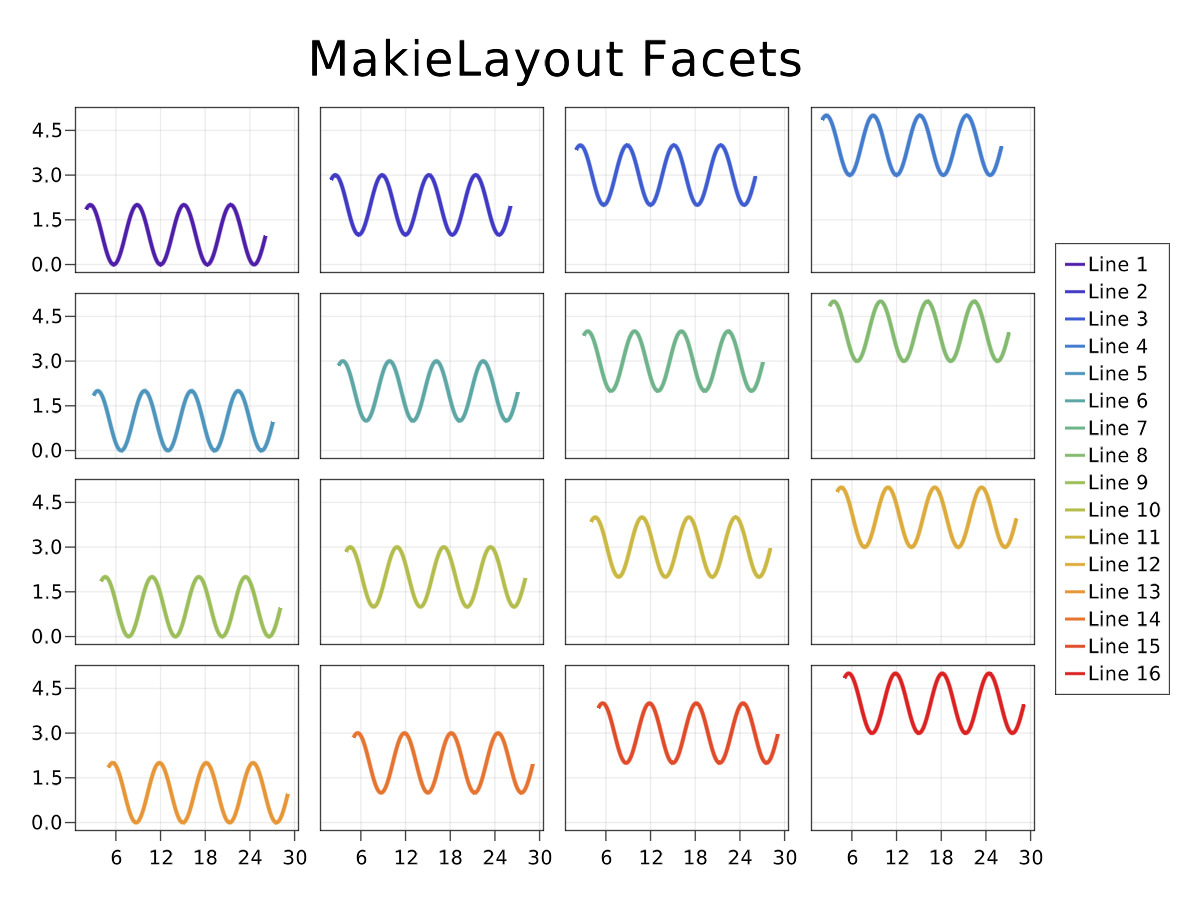 MakieLayout Facets
4.5
3.0
1.5
0.0
4.5
3.0
1.5
0.0
4.5
3.0
1.5
0.0
4.5
3.0
1.5
0.0
6 12 18 24 30 6 12 18 24 30 6 12 18 24 30 6 12 18 24 30
Line 1
Line 2
Line 3
Line 4
Line 5
Line 6
Line 7
Line 8
Line 9
Line 10
Line 11
Line 12
Line 13
Line 14
Line 15
Line 16